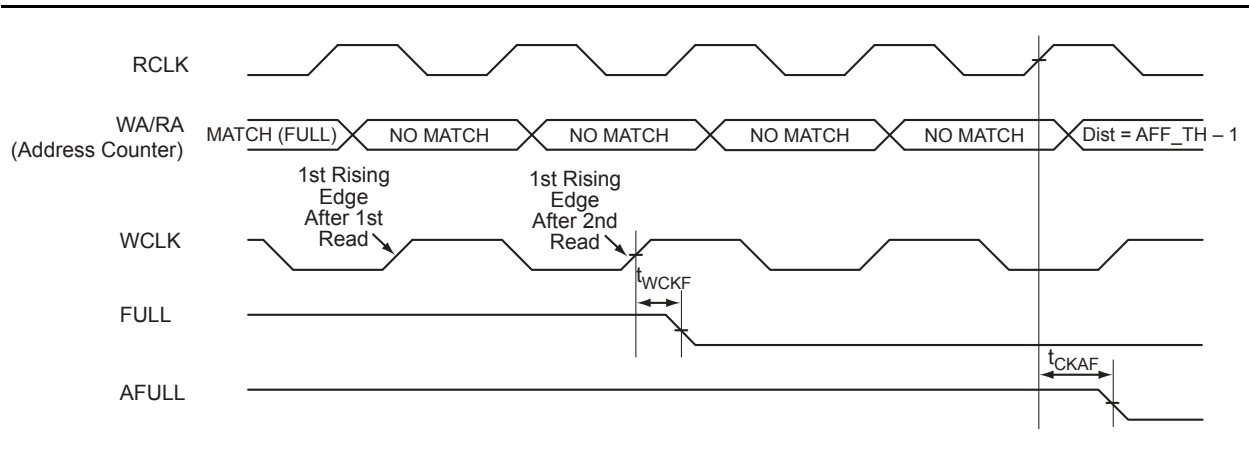 RCLK
WA/RA
(Address Counter)
MATCH (FULL)
NO MATCH
NO MATCH
NO MATCH
NO MATCH
Dist = AFF_TH – 1
1st Rising
Edge
After 1st
Read
1st Rising
Edge
After 2nd
Read
WCLK
tWCKF
FULL
tCKAF
AFULL